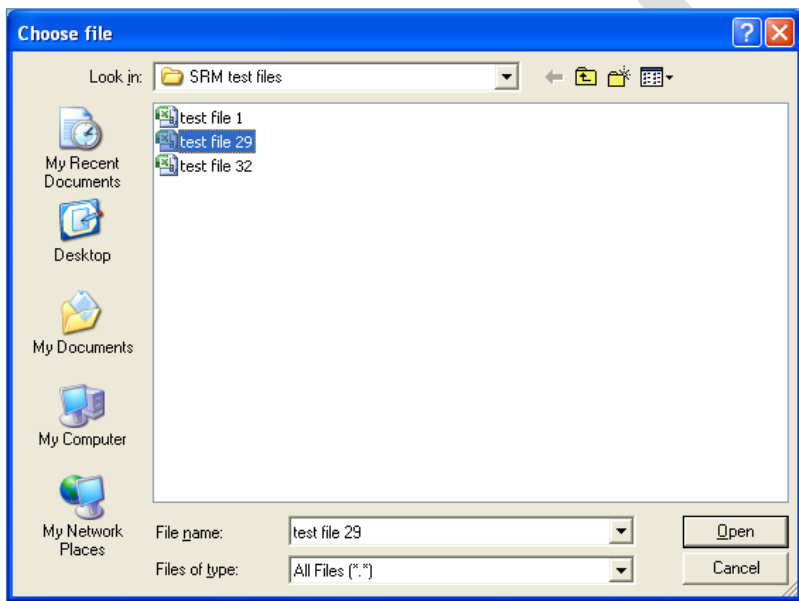 Choose file
Look in: SRM test files
test file 1
test file 29
test file 32
My Recent
Documents
Desktop
My Documents
My Computer
My Network
Places
File name: test file 29 Open
Files of type: All Files (*.*) Cancel